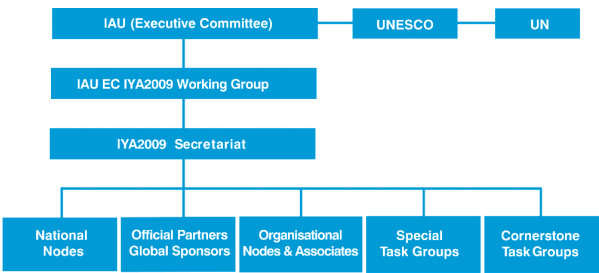 IAU (Executive Committee)
UNESCO
UN
IAU EC IYA2009 Working Group
IYA2009 Secretariat
National
Nodes
Official Partners
Global Sponsors
Organisational
Nodes & Associates
Special
Task Groups
Cornerstone
Task Groups